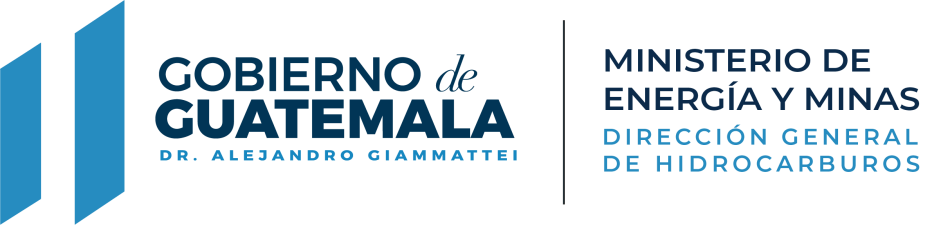 GOBIERNO de
GUATEMALA
DR. ALEJANDRO GIAMMATTEI
MINISTERIO DE
ENERGÍA Y MINAS
DIRECCIÓN GENERAL
DE HIDROCARBUROS